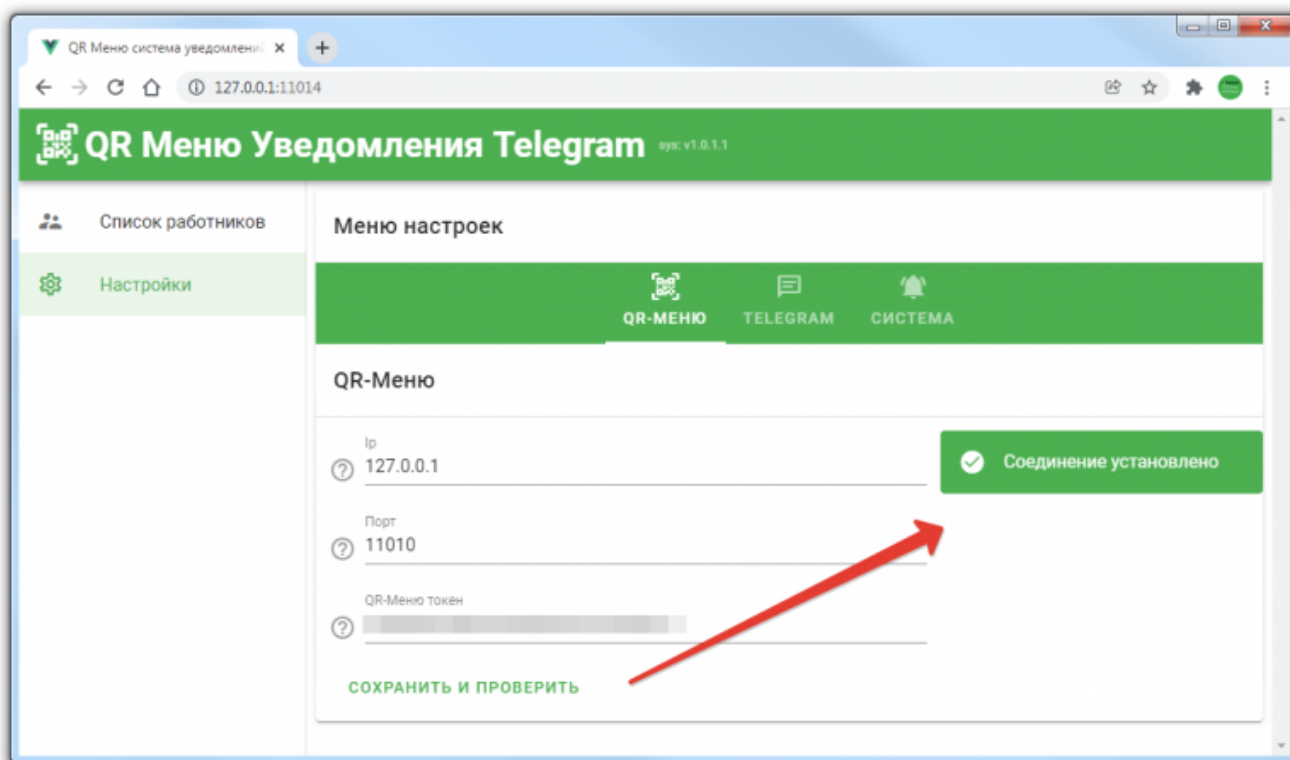 QR Меню система уведомлений
127.0.0.1:11014
QR Меню Уведомления Telegram sys: v1.0.1.1
Список работников
Настройки
Меню настроек
QR-МЕНЮ TELEGRAM СИСТЕМА
QR-Меню
Ip
127.0.0.1
Соединение установлено
Порт
11010
QR-Меню токен
СОХРАНИТЬ И ПРОВЕРИТЬ